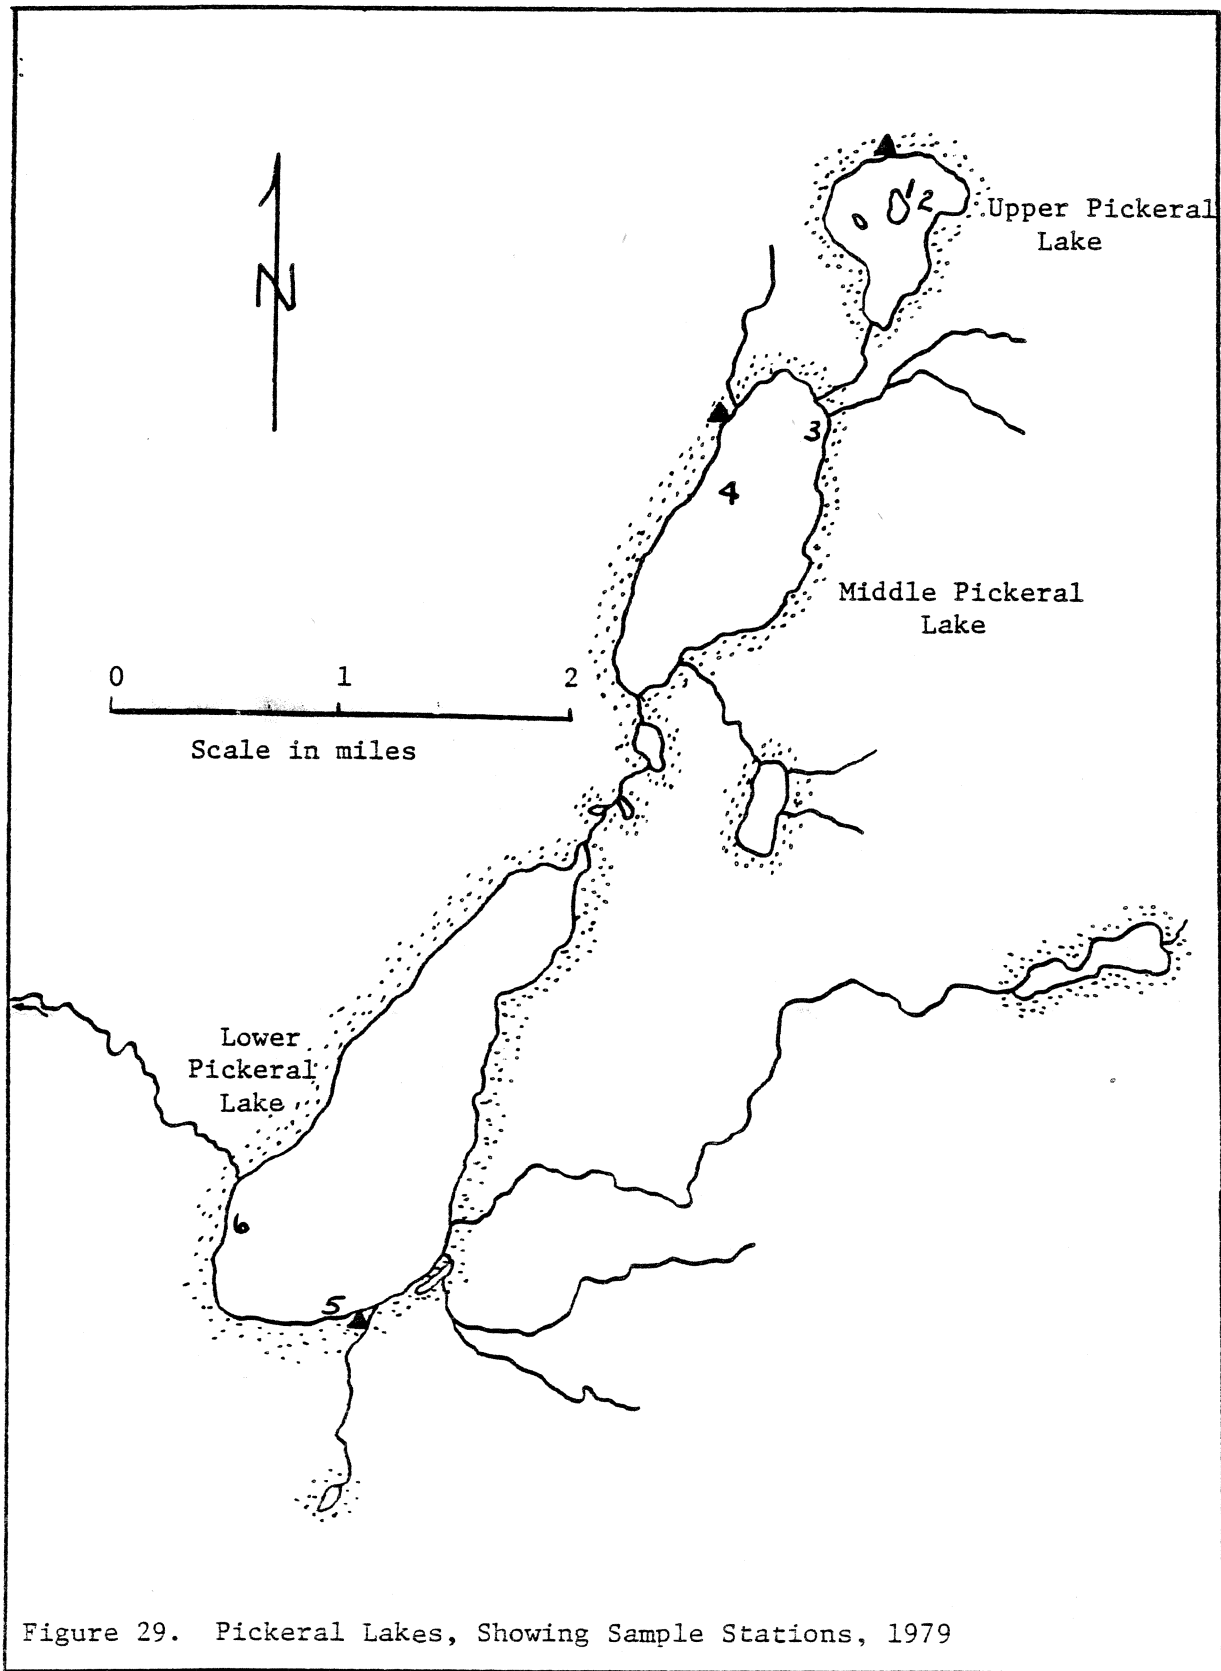 1 2
Upper Pickeral
Lake
N
3
4
Middle Pickeral
Lake
0 1 2
Scale in miles
Lower
Pickeral
Lake
6
5
Figure 29. Pickeral Lakes, Showing Sample Stations, 1979